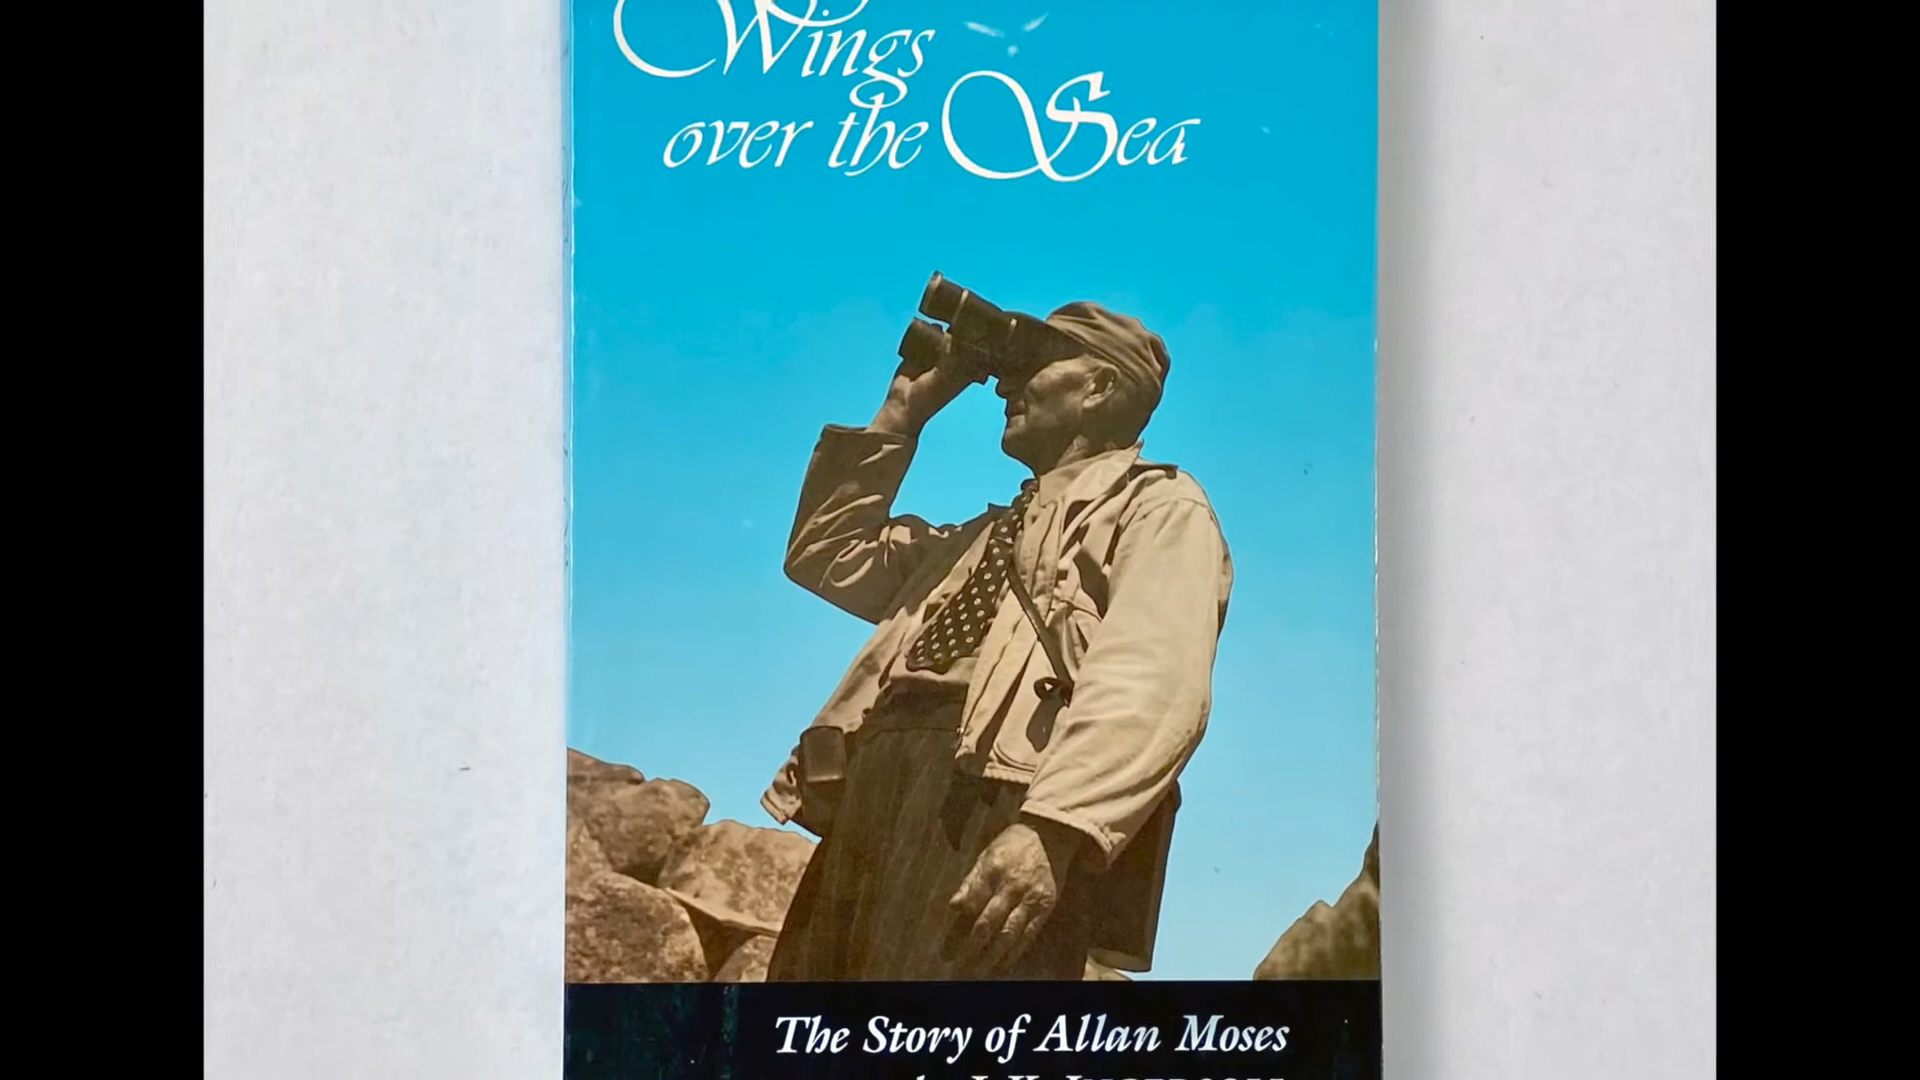 Wings
over the Sea
The Story of Allan Moses